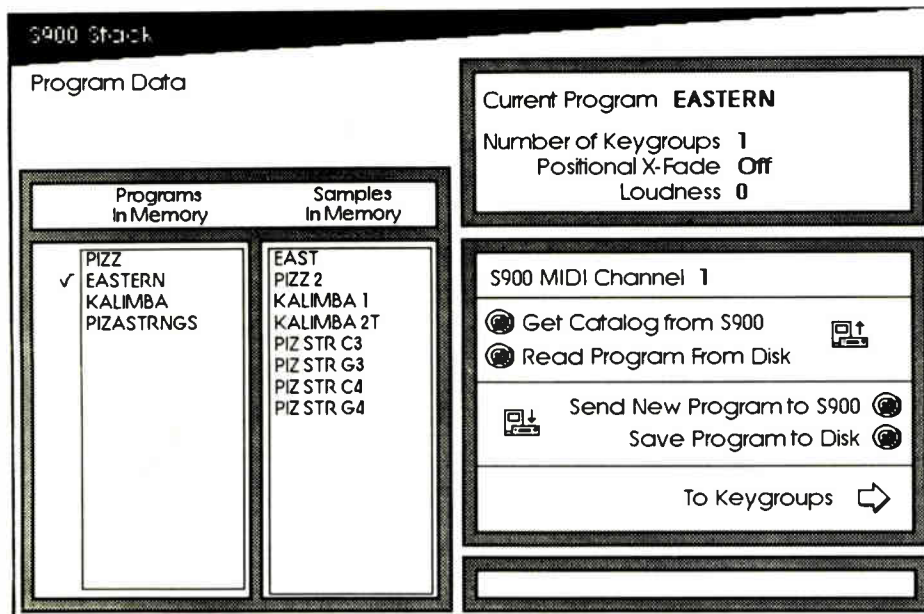 S900 Stack
Program Data
Current Program EASTERN
Number of Keygroups 1
Positional X-Fade Off
Loudness 0
Programs
In Memory
Samples
In Memory
PIZZ
✓ EASTERN
KALIMBA
PIZASTRNGS
EAST
PIZZ 2
KALIMBA 1
KALIMBA 2T
PIZ STR C3
PIZ STR G3
PIZ STR C4
PIZ STR G4
S900 MIDI Channel 1
Get Catalog from S900
Read Program From Disk
Send New Program to S900
Save Program to Disk
To Keygroups